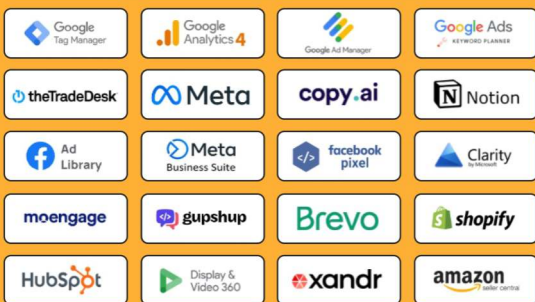 Google
Tag Manager
Google
Analytics 4
Google Ad Manager
Google Ads
KEYWORD PLANNER
theTradeDesk
Meta
copy.ai
Notion
Ad
Library
Meta
Business Suite
facebook
pixel
Clarity
by Microsoft
moengage
gupshup
Brevo
shopify
HubSpot
Display &
Video 360
xandr
amazon
seller central